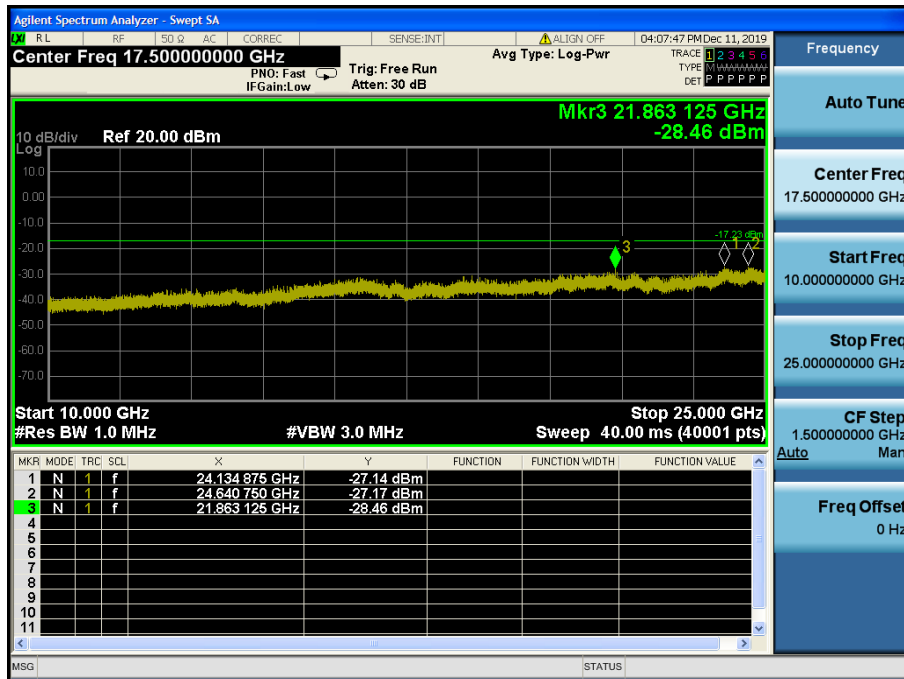 Agilent Spectrum Analyzer - Swept SA
LXI RL RF 50 Ω AC CORREC SENSE:INT ALIGN OFF 04:07:47 PM Dec 11, 2019
Center Freq 17.500000000 GHz
PNO: Fast
IFGain:Low
Trig: Free Run
Atten: 30 dB
Avg Type: Log-Pwr
TRACE 1 2 3 4 5 6
TYPE M WWWWW
DET P P P P P P
Mkr3 21.863 125 GHz
-28.46 dBm
10 dB/div Ref 20.00 dBm
Log
10.0
0.00
-10.0
-20.0
-30.0
-40.0
-50.0
-60.0
-70.0
-17.23 dBm
1
2
3
Start 10.000 GHz Stop 25.000 GHz
#Res BW 1.0 MHz #VBW 3.0 MHz Sweep 40.00 ms (40001 pts)
MKR MODE TRC SCL X Y FUNCTION FUNCTION WIDTH FUNCTION VALUE
1 N 1 f 24.134 875 GHz -27.14 dBm
2 N 1 f 24.640 750 GHz -27.17 dBm
3 N 1 f 21.863 125 GHz -28.46 dBm
4
5
6
7
8
9
10
11
MSG STATUS
Frequency
Auto Tune
Center Freq
17.500000000 GHz
Start Freq
10.000000000 GHz
Stop Freq
25.000000000 GHz
CF Step
1.500000000 GHz
Auto Man
Freq Offset
0 Hz